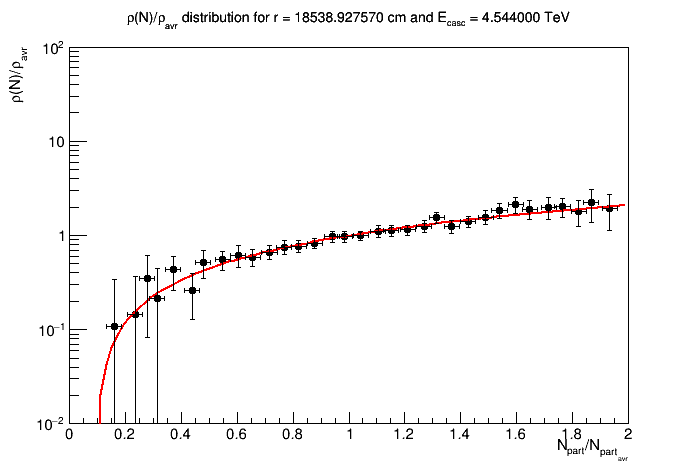 ρ(N)/ρavr distribution for r = 18538.927570 cm and Ecasc = 4.544000 TeV
ρ(N)/ρavr
10²
10
1
10⁻¹
10⁻²
0 0.2 0.4 0.6 0.8 1 1.2 1.4 1.6 1.8 2
Npart/Npartavr